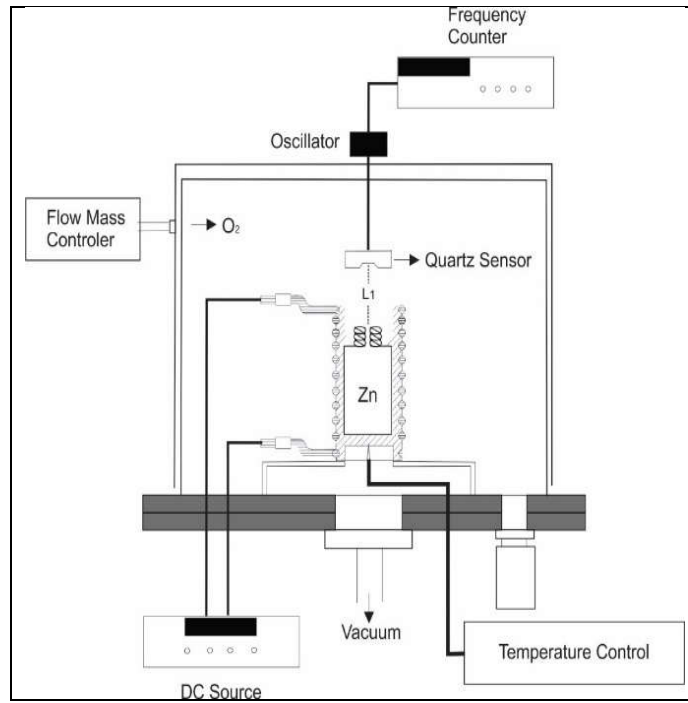 Frequency
Counter
Oscillator
Flow Mass
Controler
O₂
Quartz Sensor
L1
Zn
Vacuum
Temperature Control
DC Source